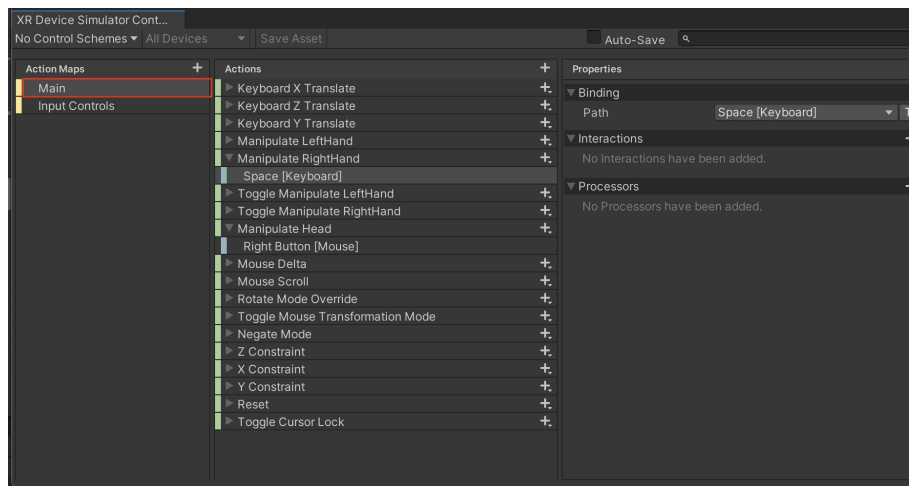 XR Device Simulator Cont...
No Control Schemes All Devices Save Asset Auto-Save
Action Maps
Main
Input Controls
Actions
Keyboard X Translate
Keyboard Z Translate
Keyboard Y Translate
Manipulate LeftHand
Manipulate RightHand
Space [Keyboard]
Toggle Manipulate LeftHand
Toggle Manipulate RightHand
Manipulate Head
Right Button [Mouse]
Mouse Delta
Mouse Scroll
Rotate Mode Override
Toggle Mouse Transformation Mode
Negate Mode
Z Constraint
X Constraint
Y Constraint
Reset
Toggle Cursor Lock
Properties
Binding
Path Space [Keyboard] T
Interactions
No Interactions have been added.
Processors
No Processors have been added.